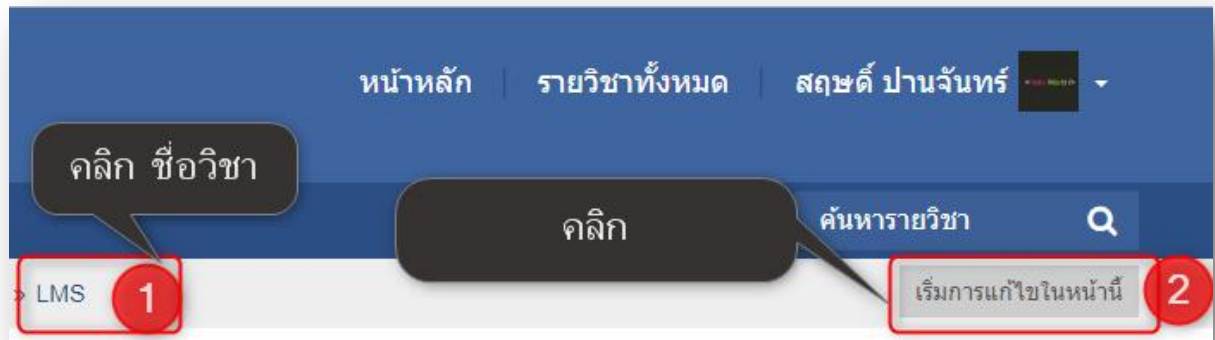 หน้าหลัก รายวิชาทั้งหมด สฤษดิ์ ปานจันทร์
คลิก ชื่อวิชา
คลิก
ค้นหารายวิชา
» LMS 1
เริ่มการแก้ไขในหน้านี้ 2